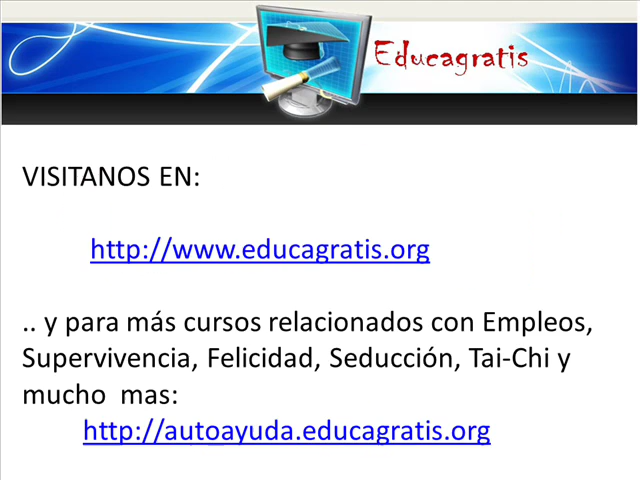 Educagratis
VISITANOS EN:
http://www.educagratis.org
.. y para más cursos relacionados con Empleos,
Supervivencia, Felicidad, Seducción, Tai-Chi y
mucho  mas:
http://autoayuda.educagratis.org